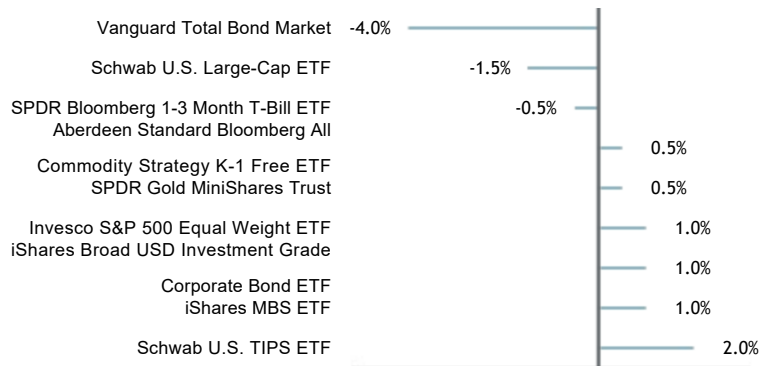 Vanguard Total Bond Market -4.0%
Schwab U.S. Large-Cap ETF -1.5%
SPDR Bloomberg 1-3 Month T-Bill ETF -0.5%
Aberdeen Standard Bloomberg All
0.5%
Commodity Strategy K-1 Free ETF
SPDR Gold MiniShares Trust 0.5%
Invesco S&P 500 Equal Weight ETF 1.0%
iShares Broad USD Investment Grade
1.0%
Corporate Bond ETF
iShares MBS ETF 1.0%
Schwab U.S. TIPS ETF 2.0%